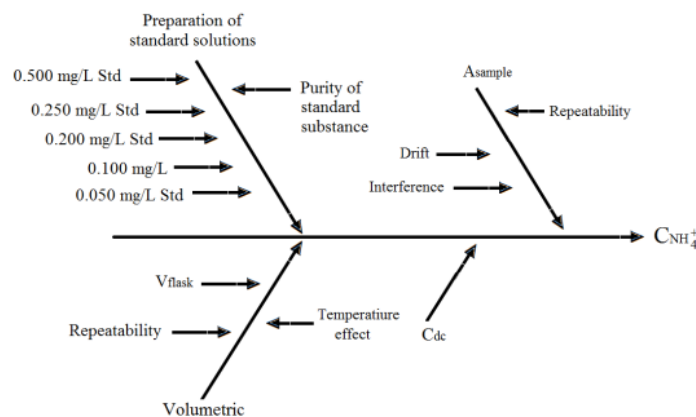 Preparation of
standard solutions
0.500 mg/L Std
0.250 mg/L Std
0.200 mg/L Std
0.100 mg/L
0.050 mg/L Std
Purity of
standard
substance
Asample
Repeatability
Drift
Interference
CNH4+
Vflask
Repeatability
Temperatiure
effect
Volumetric
Cdc